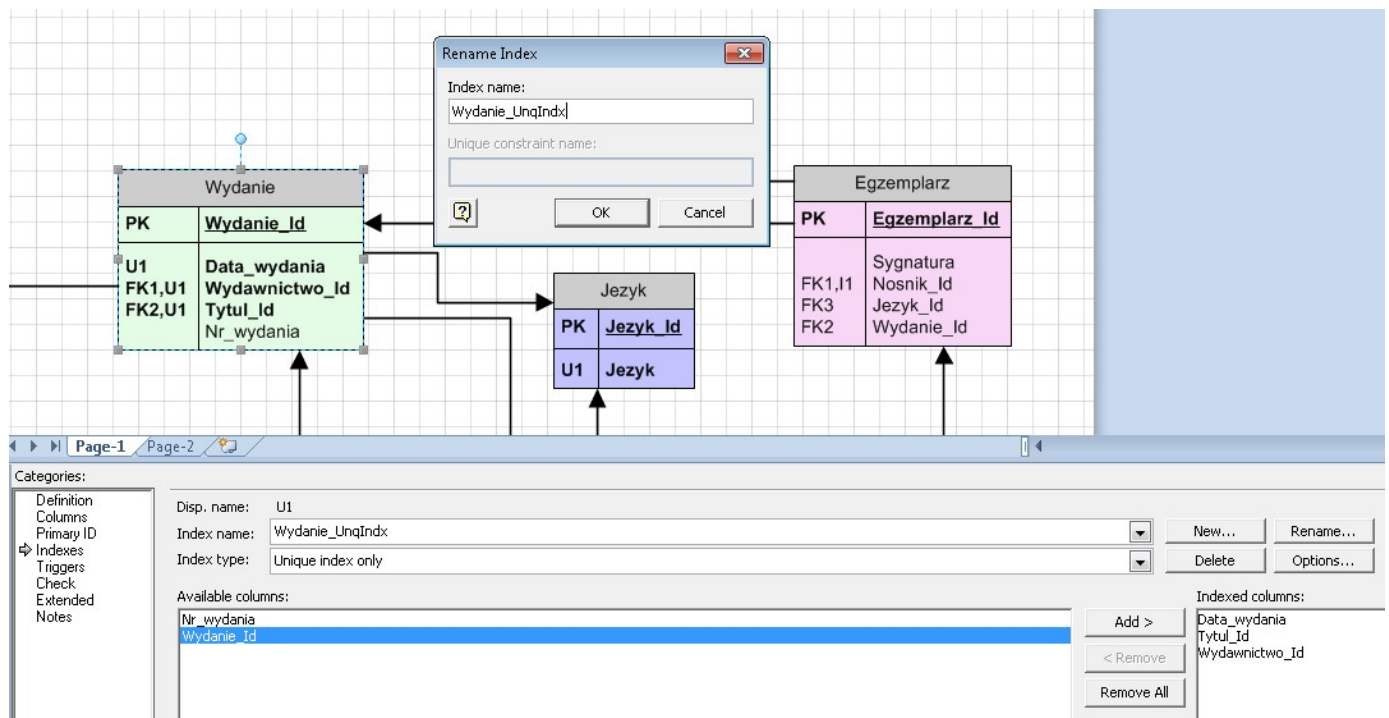 Rename Index
Index name:
Wydanie_UnqIndx
Unique constraint name:
OK Cancel
Wydanie
PK Wydanie_Id
U1 Data_wydania
FK1,U1 Wydawnictwo_Id
FK2,U1 Tytul_Id
Nr_wydania
Jezyk
PK Jezyk_Id
U1 Jezyk
Egzemplarz
PK Egzemplarz_Id
Sygnatura
FK1,I1 Nosnik_Id
FK3 Jezyk_Id
FK2 Wydanie_Id
Page-1 Page-2
Categories:
Definition
Columns
Primary ID
Indexes
Triggers
Check
Extended
Notes
Disp. name: U1
Index name: Wydanie_UnqIndx New... Rename...
Index type: Unique index only Delete Options...
Available columns:
Nr_wydania
Wydanie_Id
Add >
< Remove
Remove All
Indexed columns:
Data_wydania
Tytul_Id
Wydawnictwo_Id